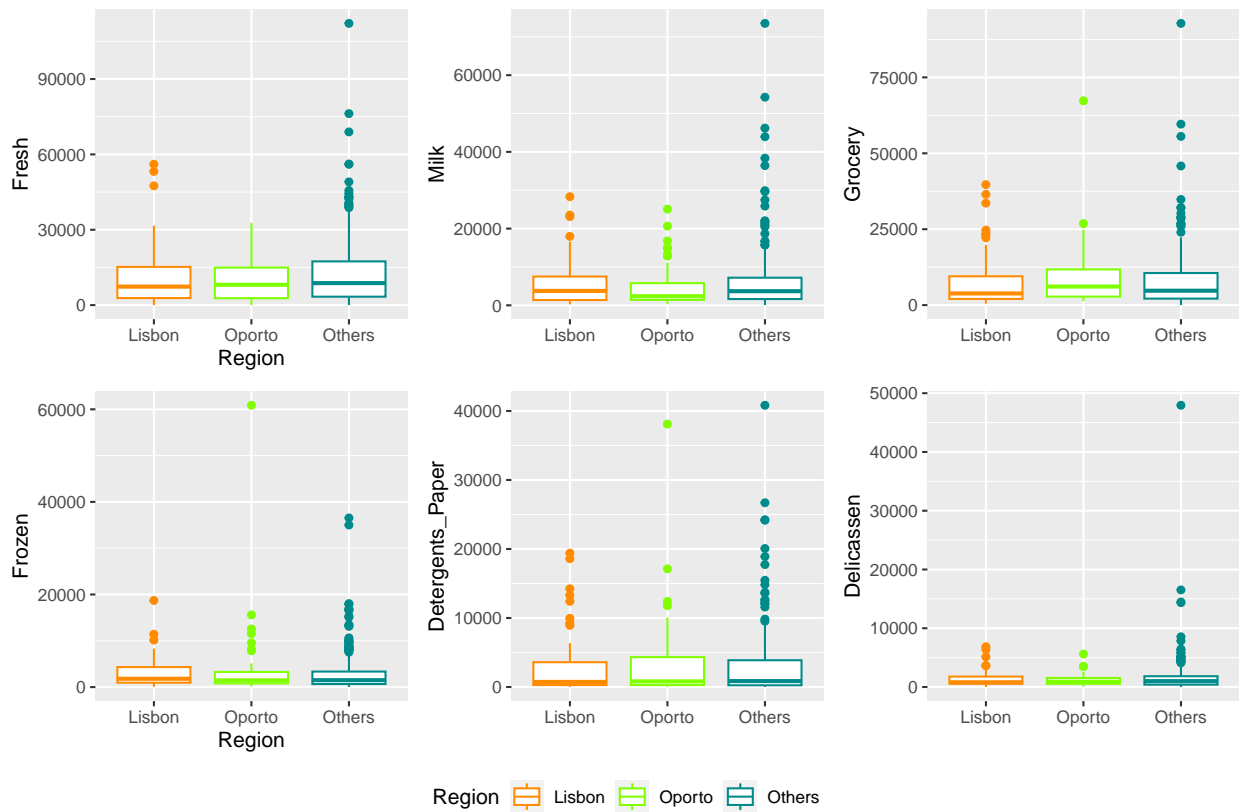 Fresh
90000
60000
30000
0
Lisbon Oporto Others
Region
Milk
60000
40000
20000
0
Lisbon Oporto Others
Grocery
75000
50000
25000
0
Lisbon Oporto Others
Frozen
60000
40000
20000
0
Lisbon Oporto Others
Region
Detergents_Paper
40000
30000
20000
10000
0
Lisbon Oporto Others
Delicassen
50000
40000
30000
20000
10000
0
Lisbon Oporto Others
Region Lisbon Oporto Others